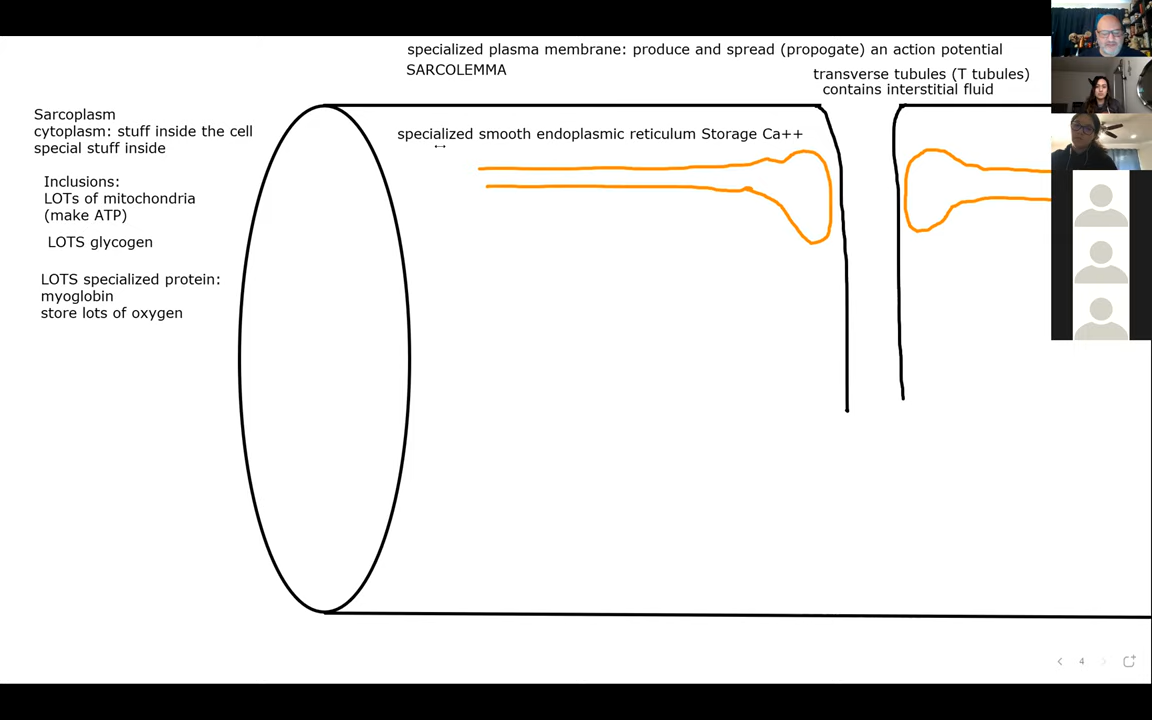 specialized plasma membrane: produce and spread (propogate) an action potential
SARCOLEMMA
transverse tubules (T tubules)
contains interstitial fluid
Sarcoplasm
cytoplasm: stuff inside the cell
special stuff inside
specialized smooth endoplasmic reticulum Storage Ca++
Inclusions:
LOTs of mitochondria
(make ATP)
LOTS glycogen
LOTS specialized protein:
myoglobin
store lots of oxygen
4